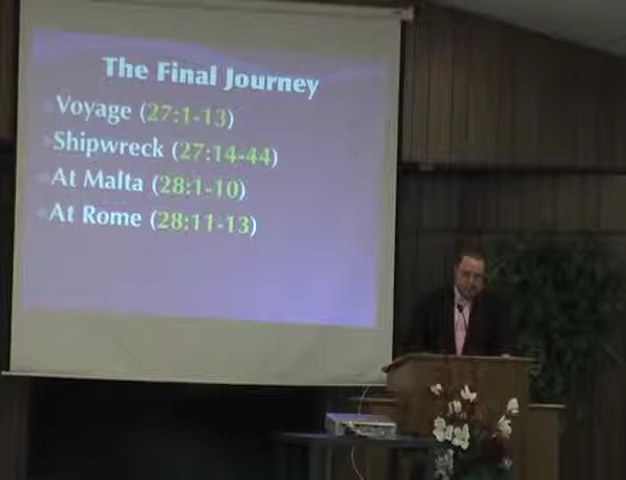 The Final Journey
Voyage (27:1-13)
Shipwreck (27:14-44)
At Malta (28:1-10)
At Rome (28:11-13)